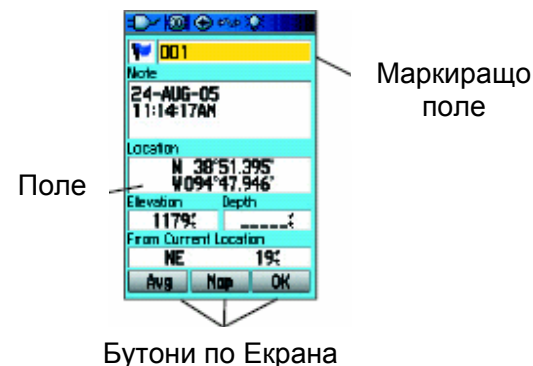 001
Note
24-AUG-05
11:14:17AM
Location
N 38°51.395'
W094°47.946'
Elevation Depth
1179
From Current Location
NE 19
Avg Map OK
Маркиращо
поле
Поле
Бутони по Екрана